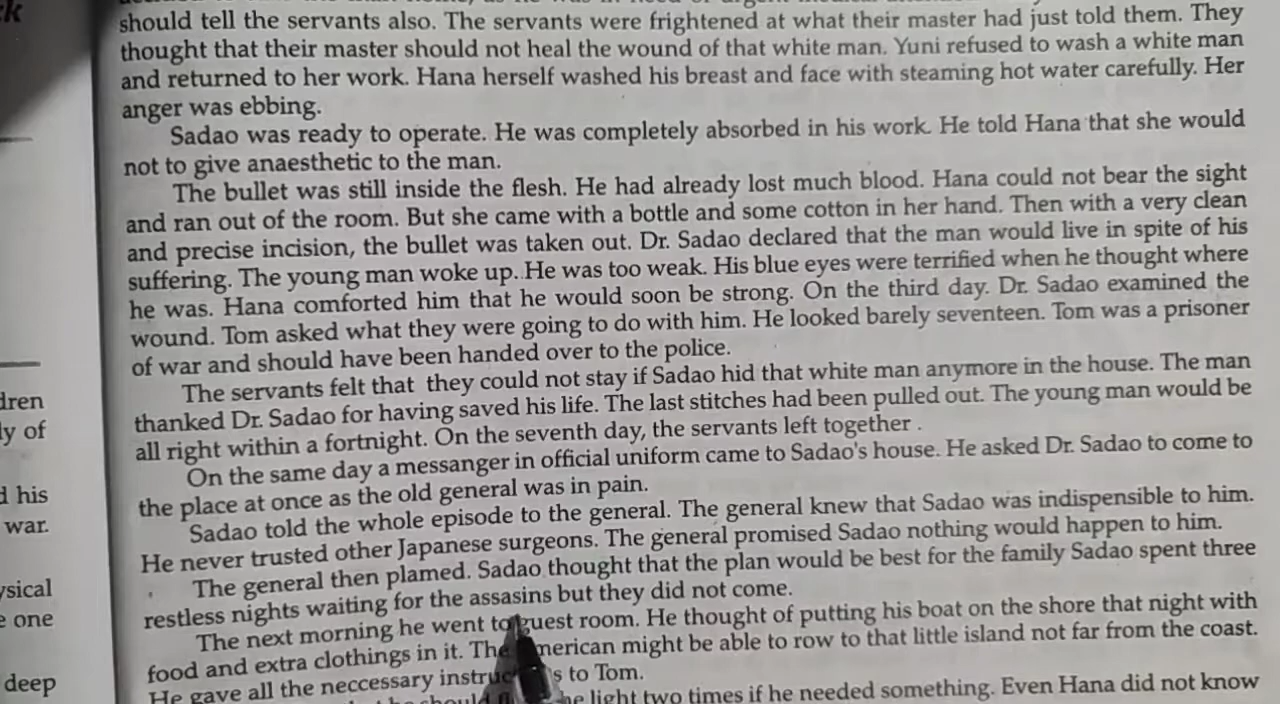 ck
should tell the servants also. The servants were frightened at what their master had just told them. They
thought that their master should not heal the wound of that white man. Yuni refused to wash a white man
and returned to her work. Hana herself washed his breast and face with steaming hot water carefully. Her
anger was ebbing.
Sadao was ready to operate. He was completely absorbed in his work. He told Hana that she would
not to give anaesthetic to the man.
The bullet was still inside the flesh. He had already lost much blood. Hana could not bear the sight
and ran out of the room. But she came with a bottle and some cotton in her hand. Then with a very clean
and precise incision, the bullet was taken out. Dr. Sadao declared that the man would live in spite of his
suffering. The young man woke up. He was too weak. His blue eyes were terrified when he thought where
he was. Hana comforted him that he would soon be strong. On the third day. Dr. Sadao examined the
wound. Tom asked what they were going to do with him. He looked barely seventeen. Tom was a prisoner
of war and should have been handed over to the police.
The servants felt that they could not stay if Sadao hid that white man anymore in the house. The man
thanked Dr. Sadao for having saved his life. The last stitches had been pulled out. The young man would be
all right within a fortnight. On the seventh day, the servants left together .
On the same day a messanger in official uniform came to Sadao's house. He asked Dr. Sadao to come to
the place at once as the old general was in pain.
Sadao told the whole episode to the general. The general knew that Sadao was indispensible to him.
He never trusted other Japanese surgeons. The general promised Sadao nothing would happen to him.
The general then plamed. Sadao thought that the plan would be best for the family Sadao spent three
restless nights waiting for the assasins but they did not come.
The next morning he went to guest room. He thought of putting his boat on the shore that night with
food and extra clothings in it. The American might be able to row to that little island not far from the coast.
He gave all the neccessary to Tom.
light two times if he needed something. Even Hana did not know
dren
ly of
d his
war.
ysical
e one
deep